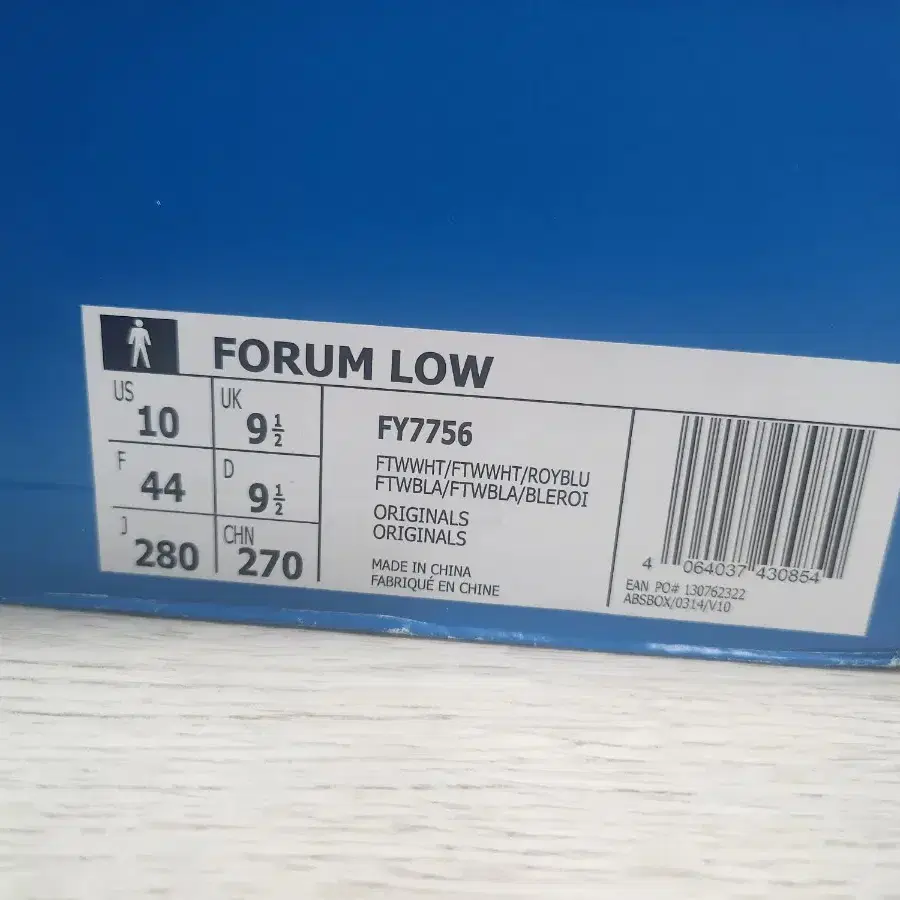 FORUM LOW
US 10
UK 9 1/2
F 44
D 9 1/2
J 280
CHN 270
FY7756
FTWWHT/FTWWHT/ROYBLU
FTWBLA/FTWBLA/BLEROI
ORIGINALS
ORIGINALS
MADE IN CHINA
FABRIQUÉ EN CHINE
4 064037 430854
EAN PO# 130762322
ABSBOX/0314/V10